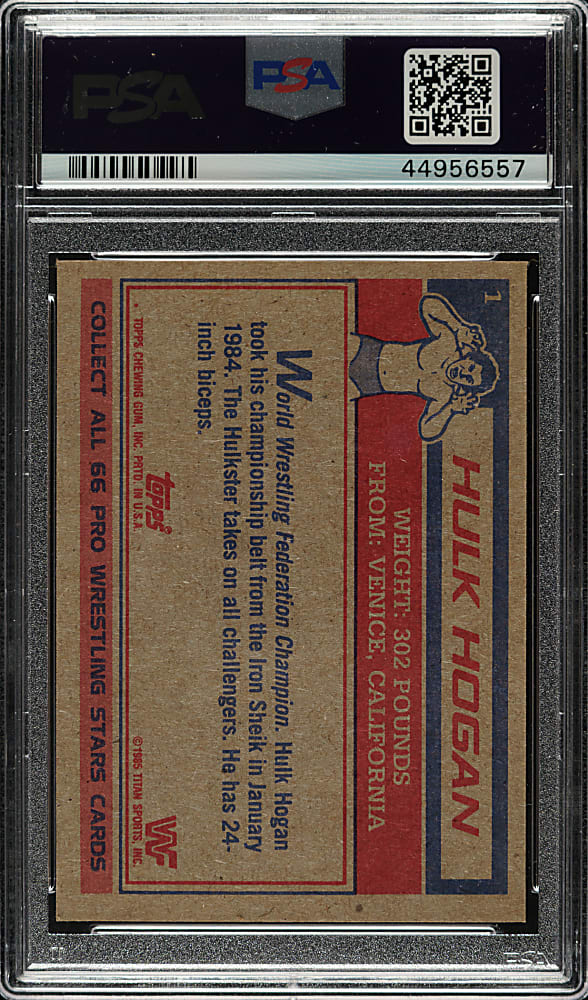 PSA
PSA
44956557
1
HULK HOGAN
WEIGHT: 302 POUNDS
FROM: VENICE, CALIFORNIA
World Wrestling Federation Champion. Hulk Hogan
took his championship belt from the Iron Sheik in January
1984. The Hulkster takes on all challengers. He has 24-
inch biceps.
topps®
WF
* TOPPS CHEWING GUM, INC. PRTD. IN U.S.A.
©1985 TITAN SPORTS, INC.
COLLECT ALL 66 PRO WRESTLING STARS CARDS
PSA